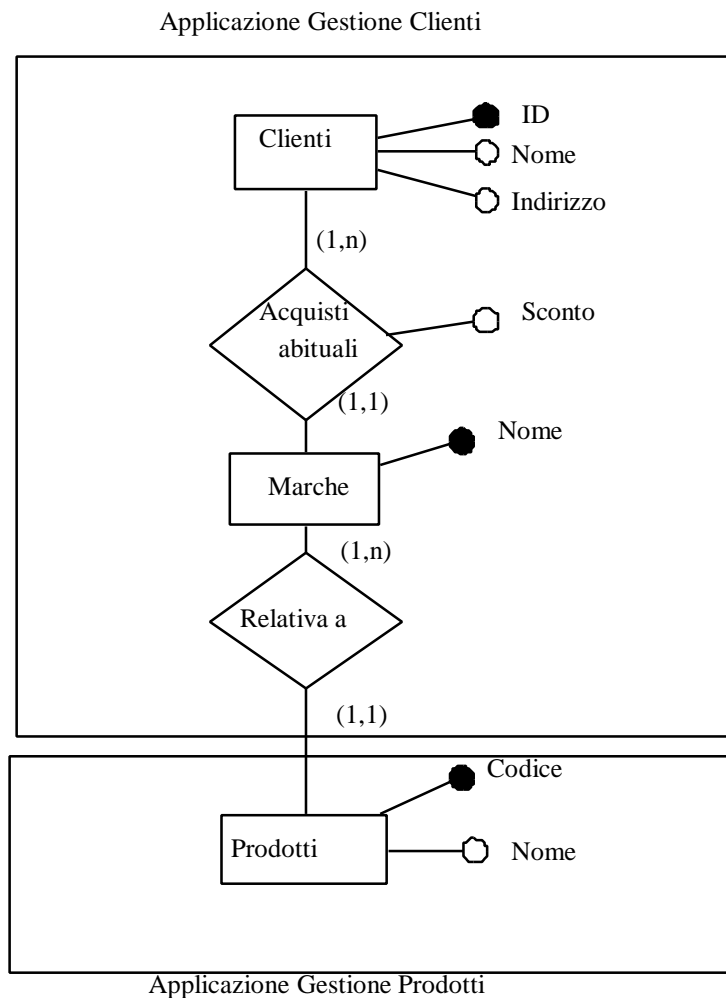 Applicazione Gestione Clienti
ID
Clienti
Nome
Indirizzo
(1,n)
Acquisti
abituali
Sconto
(1,1)
Nome
Marche
(1,n)
Relativa a
(1,1)
Codice
Prodotti
Nome
Applicazione Gestione Prodotti